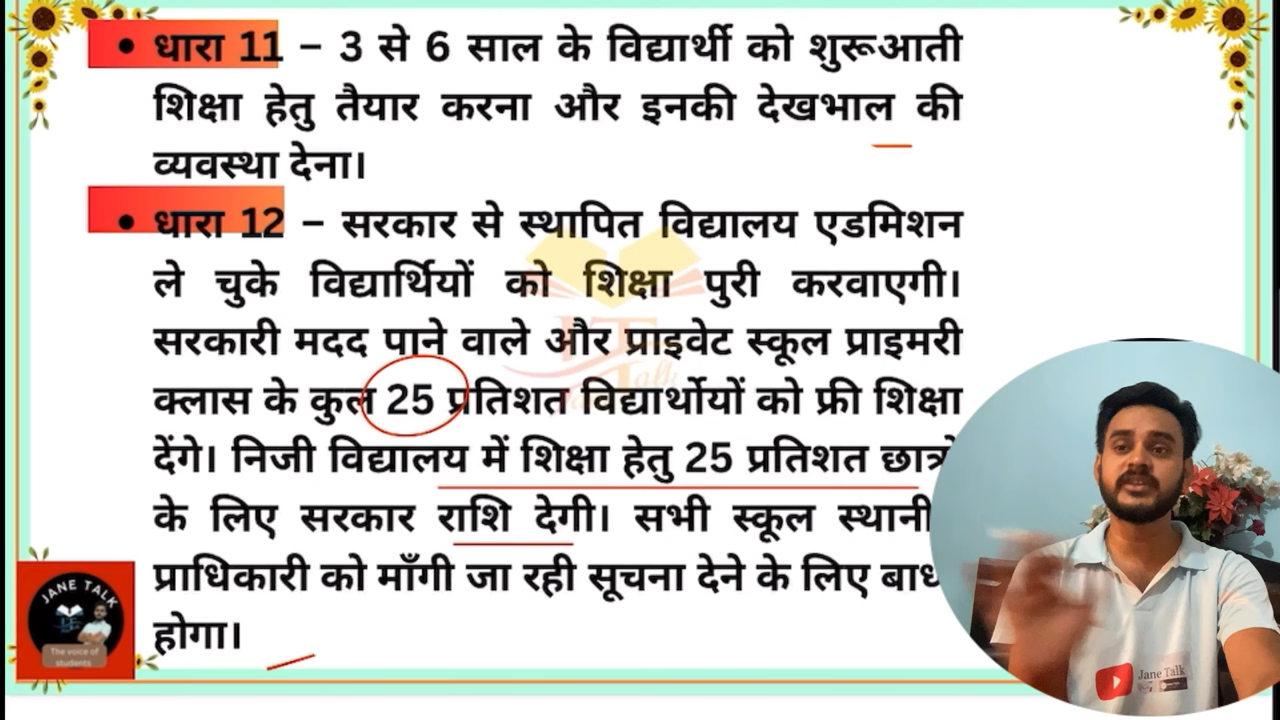 • धारा 11 – 3 से 6 साल के विद्यार्थी को शुरूआती
शिक्षा हेतु तैयार करना और इनकी देखभाल की
व्यवस्था देना।
• धारा 12 – सरकार से स्थापित विद्यालय एडमिशन
ले चुके विद्यार्थियों को शिक्षा पुरी करवाएगी।
सरकारी मदद पाने वाले और प्राइवेट स्कूल प्राइमरी
क्लास के कुल 25 प्रतिशत विद्यार्थोयों को फ्री शिक्षा
देंगे। निजी विद्यालय में शिक्षा हेतु 25 प्रतिशत
के लिए सरकार राशि देगी। सभी स्कूल
प्राधिकारी को माँगी जा रही सूचना देने के लिए
होगा।
JANE TALK
The voice of
students
Jane Talk